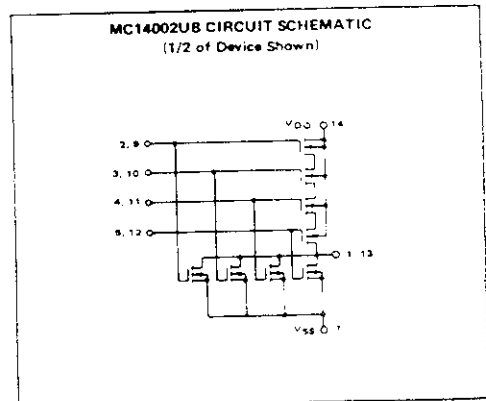 MC14002UB CIRCUIT SCHEMATIC
(1/2 of Device Shown)
VDD 14
2, 9
3, 10
4, 11
5, 12
1 13
VSS 7